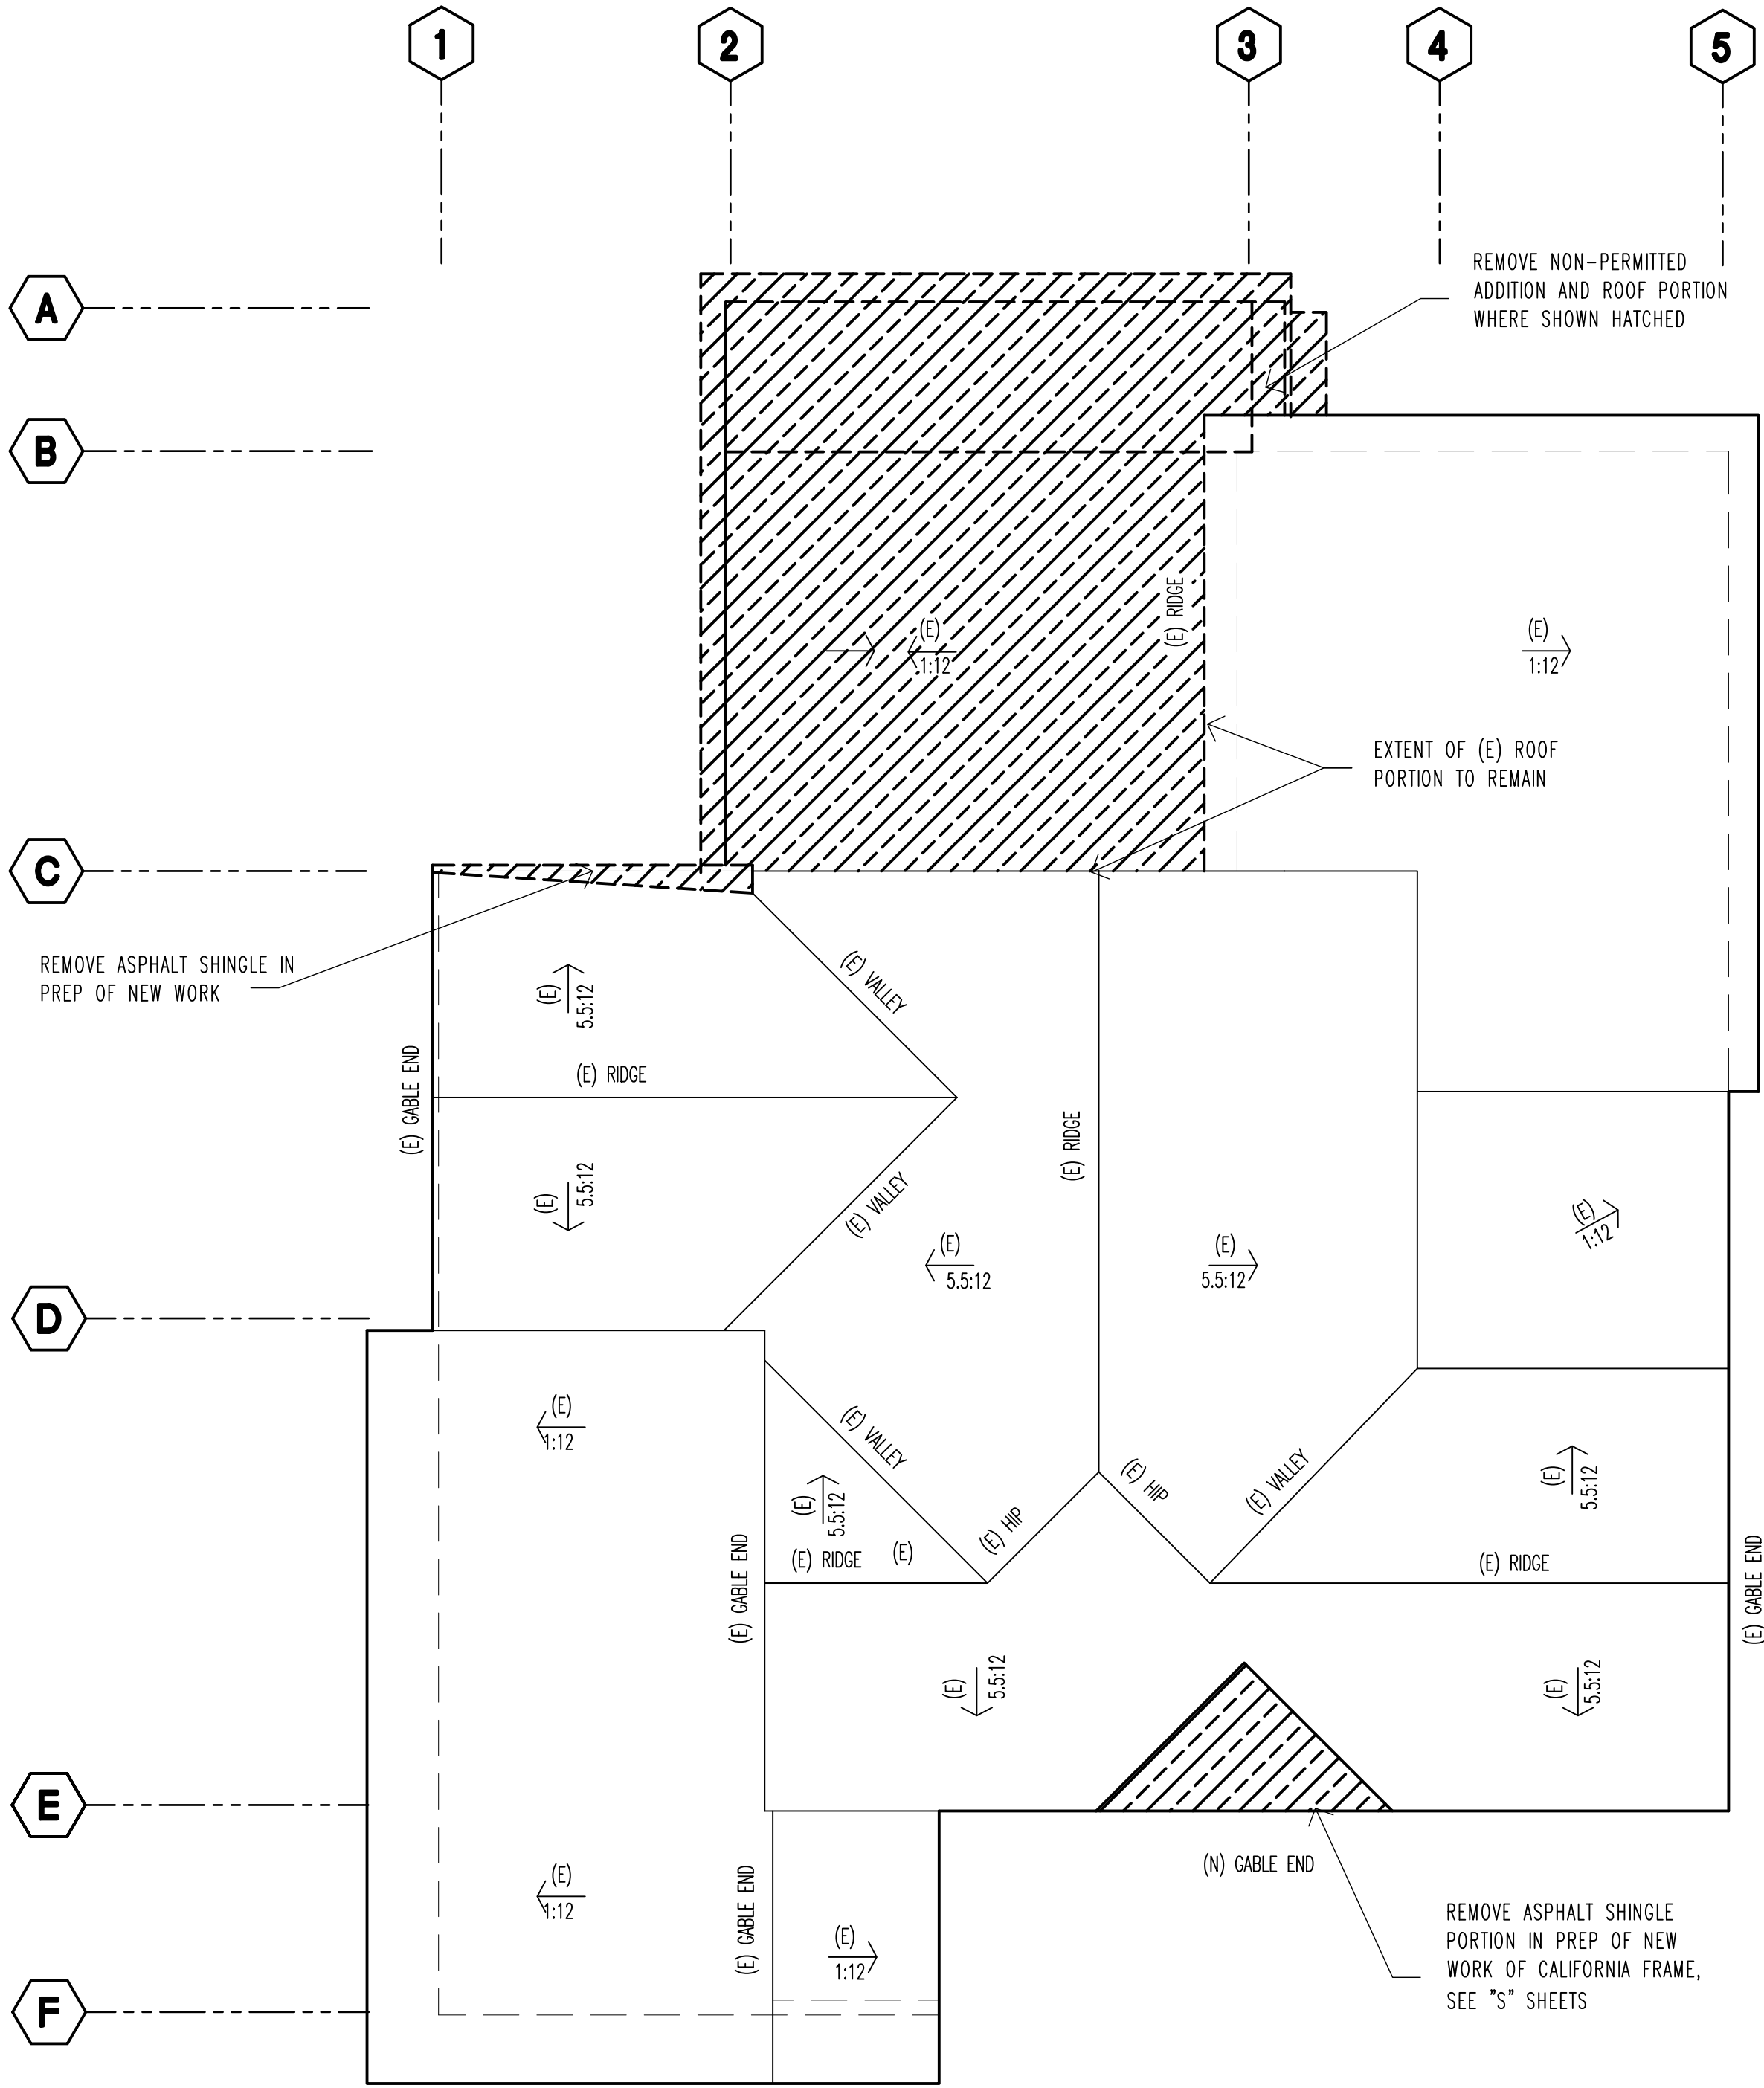 1
2
3
4
5
A
REMOVE NON-PERMITTED
ADDITION AND ROOF PORTION
WHERE SHOWN HATCHED
B
(E) RIDGE
(E)
1:12
(E)
1:12
EXTENT OF (E) ROOF
PORTION TO REMAIN
C
REMOVE ASPHALT SHINGLE IN
PREP OF NEW WORK
(E)
5.5:12
(E) VALLEY
(E) GABLE END
(E) RIDGE
(E) RIDGE
(E)
5.5:12
(E) VALLEY
(E)
5.5:12
(E)
5.5:12
(E)
1:12
D
(E)
1:12
(E) VALLEY
(E)
5.5:12
(E) RIDGE
(E)
(E) HIP
(E) HIP
(E) VALLEY
(E)
5.5:12
(E) RIDGE
(E) GABLE END
(E) GABLE END
(E)
5.5:12
(E)
5.5:12
E
(N) GABLE END
(E)
1:12
(E) GABLE END
(E)
1:12
REMOVE ASPHALT SHINGLE
PORTION IN PREP OF NEW
WORK OF CALIFORNIA FRAME,
SEE "S" SHEETS
F